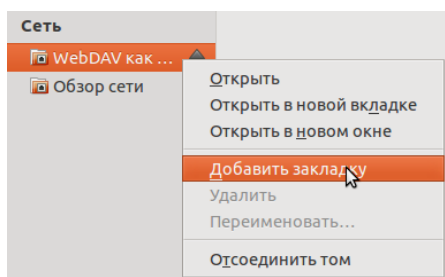 Сеть
WebDAV как ...
Обзор сети
Открыть
Открыть в новой вкладке
Открыть в новом окне
Добавить закладку
Удалить
Переименовать...
Отсоединить том